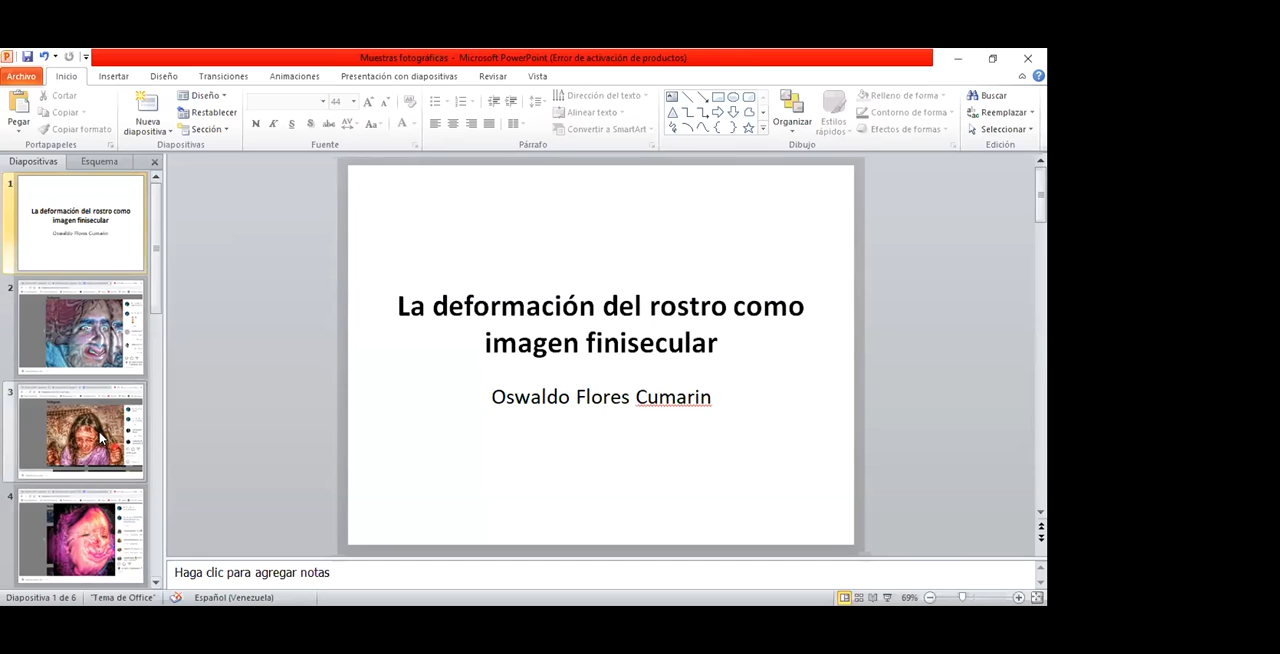 Muestras fotográficas - Microsoft PowerPoint (Error de activación de productos)
Archivo Inicio Insertar Diseño Transiciones Animaciones Presentación con diapositivas Revisar Vista
Pegar
Cortar
Copiar
Copiar formato
Portapapeles
Nueva
diapositiva
Diseño
Restablecer
Sección
Diapositivas
44
Fuente
Dirección del texto
Alinear texto
Convertir a SmartArt
Párrafo
Organizar
Estilos
rápidos
Relleno de forma
Contorno de forma
Efectos de formas
Dibujo
Buscar
Reemplazar
Seleccionar
Edición
Diapositivas Esquema
1
La deformación del rostro como
imagen finisecular
Oswaldo Flores Cumarin
2
3
4
La deformación del rostro como
imagen finisecular
Oswaldo Flores Cumarin
Haga clic para agregar notas
Diapositiva 1 de 6 "Tema de Office" Español (Venezuela) 69%